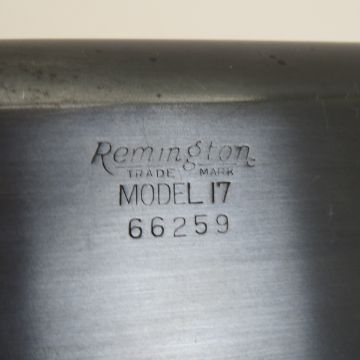 Remington
TRADE MARK
MODEL 17
66259